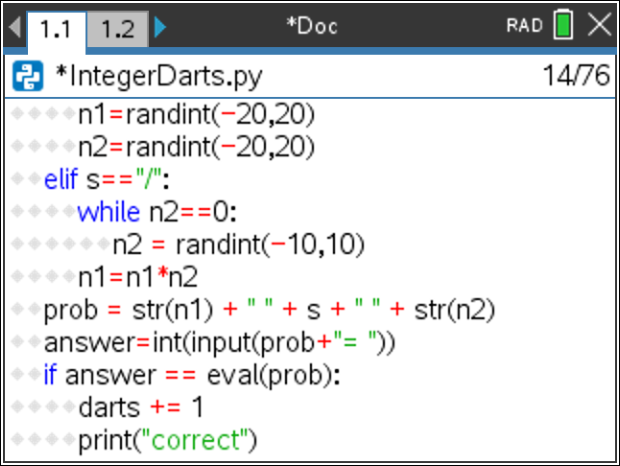 1.1 1.2 *Doc RAD
*IntegerDarts.py 14/76
n1=randint(-20,20)
n2=randint(-20,20)
elif s=="/":
while n2==0:
n2 = randint(-10,10)
n1=n1*n2
prob = str(n1) + " " + s + " " + str(n2)
answer=int(input(prob+"= "))
if answer == eval(prob):
darts += 1
print("correct")